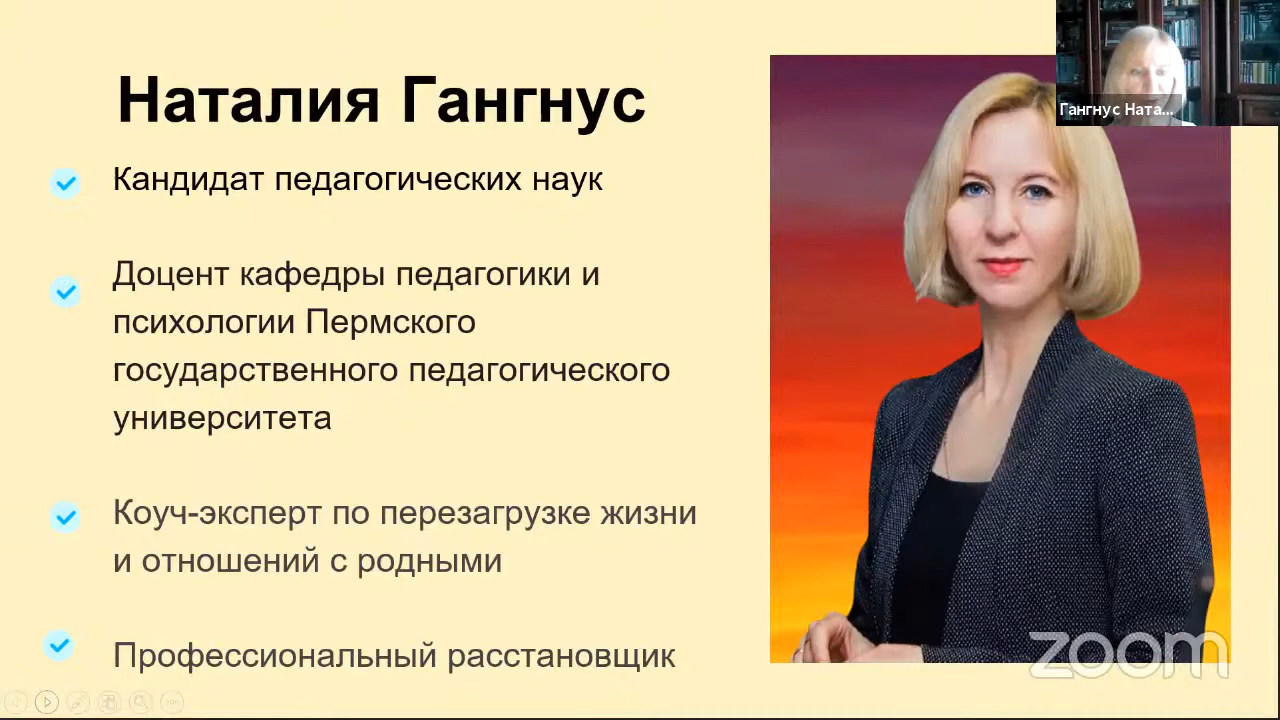 Наталия Гангнус
Гангнус Ната...
Кандидат педагогических наук
Доцент кафедры педагогики и
психологии Пермского
государственного педагогического
университета
Коуч-эксперт по перезагрузке жизни
и отношений с родными
Профессиональный расстановщик
zoom